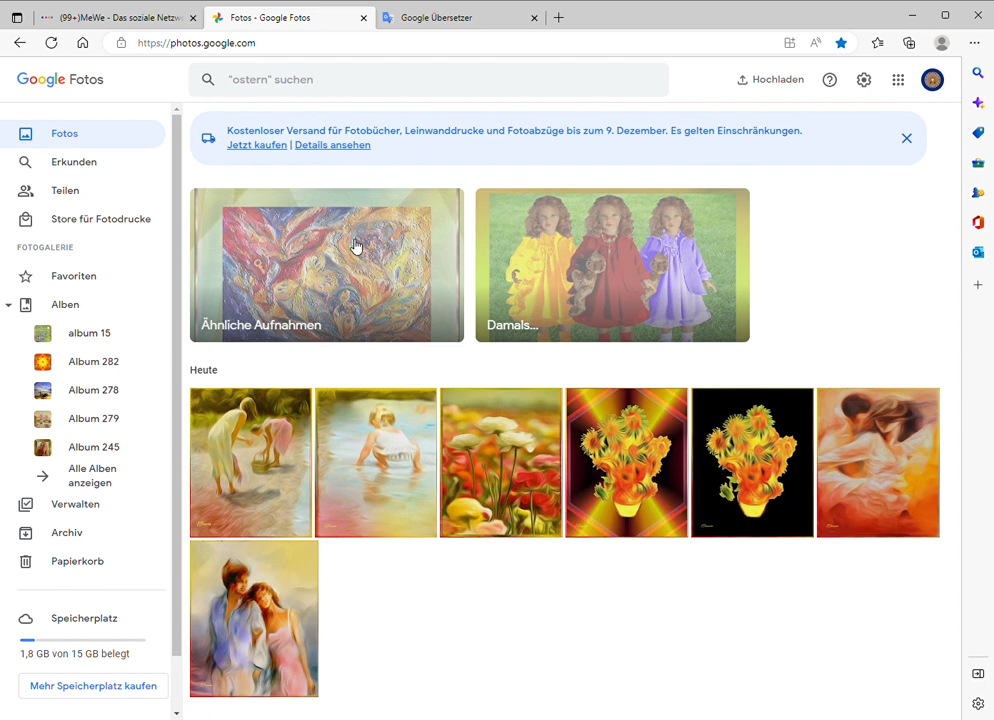 (99+)MeWe - Das soziale Netzw
Fotos - Google Fotos
Google Übersetzer
https://photos.google.com
Google Fotos
"ostern" suchen
Hochladen
Fotos
Erkunden
Teilen
Store für Fotodrucke
FOTOGALERIE
Favoriten
Alben
album 15
Album 282
Album 278
Album 279
Album 245
Alle Alben
anzeigen
Verwalten
Archiv
Papierkorb
Speicherplatz
1,8 GB von 15 GB belegt
Mehr Speicherplatz kaufen
Kostenloser Versand für Fotobücher, Leinwanddrucke und Fotoabzüge bis zum 9. Dezember. Es gelten Einschränkungen.
Jetzt kaufen | Details ansehen
Ähnliche Aufnahmen
Damals...
Heute